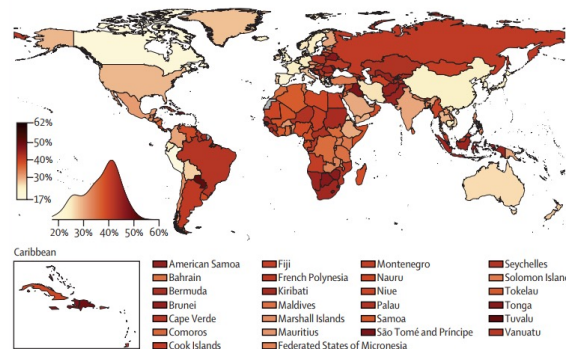 62%
50%
40%
30%
17%
20% 30% 40% 50% 60%
Caribbean
American Samoa
Bahrain
Bermuda
Brunei
Cape Verde
Comoros
Cook Islands
Fiji
French Polynesia
Kiribati
Maldives
Marshall Islands
Mauritius
Federated States of Micronesia
Montenegro
Nauru
Niue
Palau
Samoa
São Tomé and Príncipe
Seychelles
Solomon Islan
Tokelau
Tonga
Tuvalu
Vanuatu